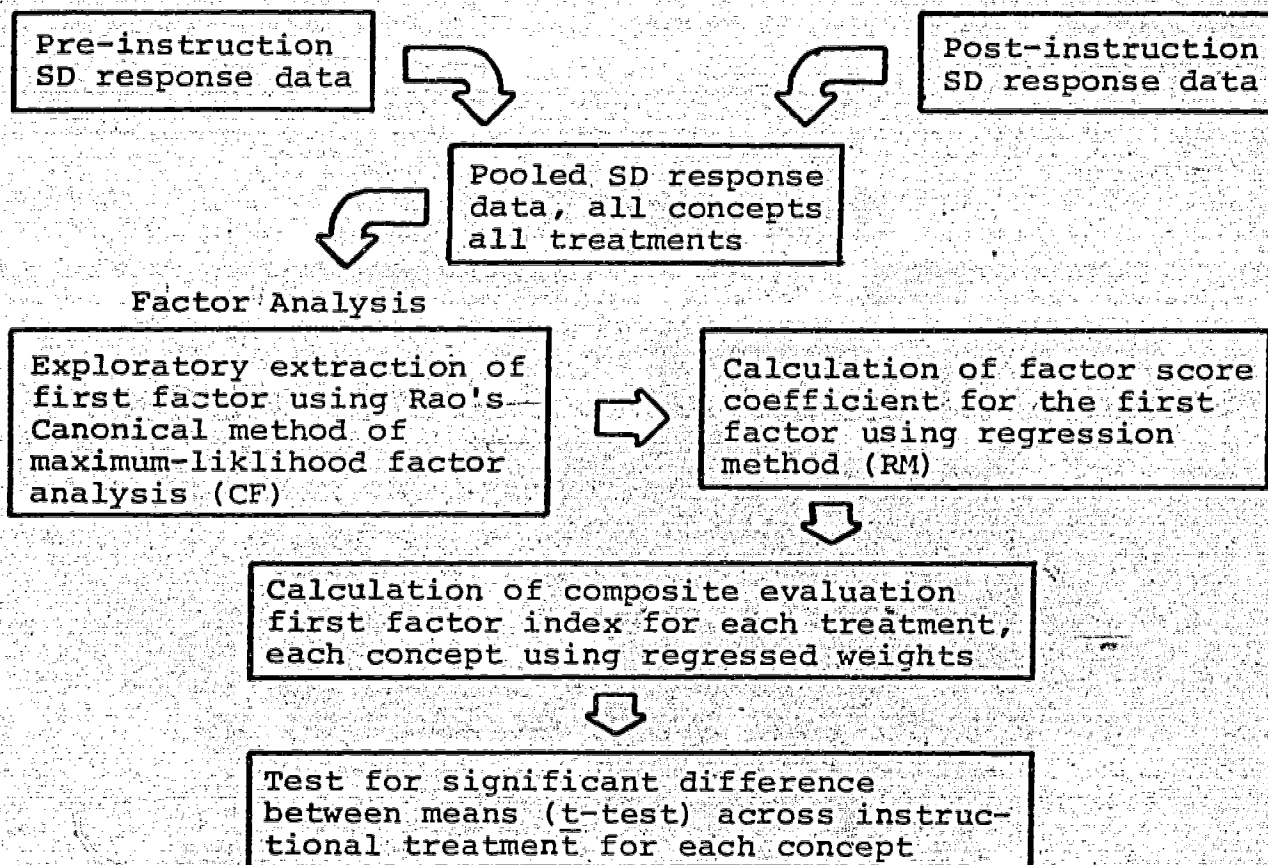 Pre-instruction
SD response data
Post-instruction
SD response data
Pooled SD response
data, all concepts
all treatments
Factor Analysis
Exploratory extraction of
first factor using Rao's
Canonical method of
maximum-liklihood factor
analysis (CF)
Calculation of factor score
coefficient for the first
factor using regression
method (RM)
Calculation of composite evaluation
first factor index for each treatment,
each concept using regressed weights
Test for significant difference
between means (t-test) across instruc-
tional treatment for each concept